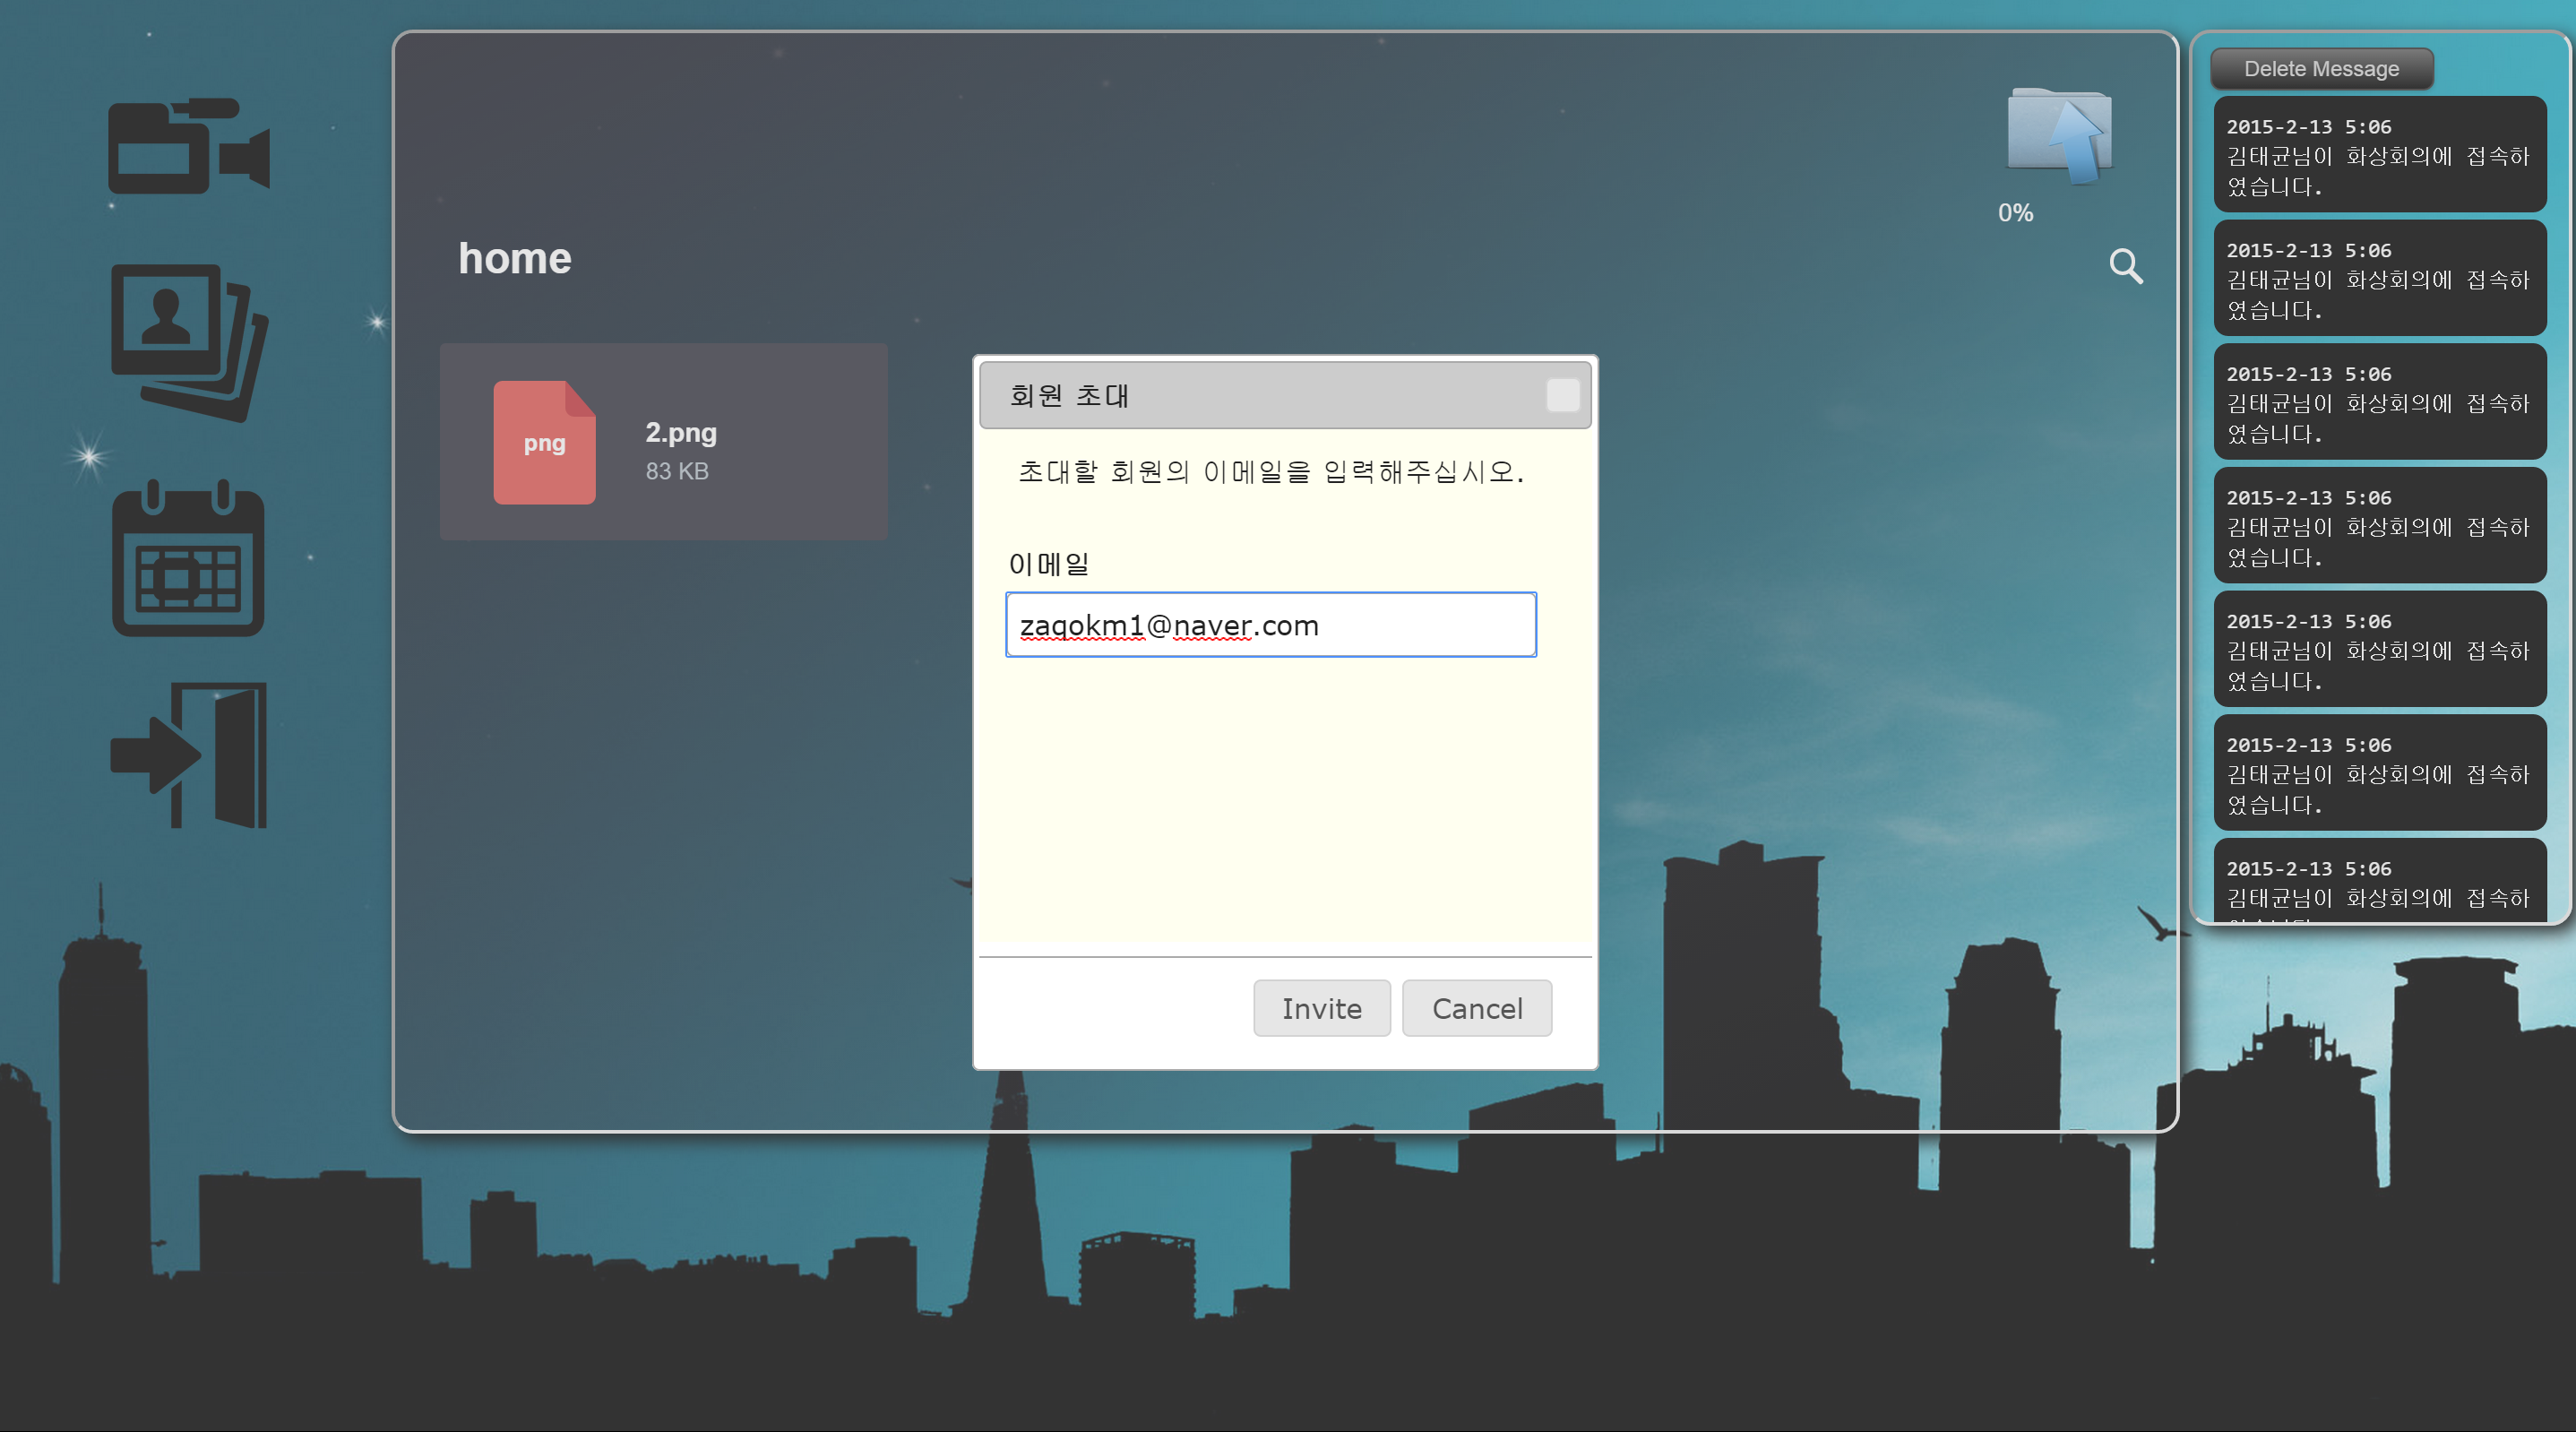 home
0%
png
2.png
83 KB
회원 초대
초대할 회원의 이메일을 입력해주십시오.
이메일
zaqokm1@naver.com
Invite
Cancel
Delete Message
2015-2-13 5:06
김태균님이 화상회의에 접속하
였습니다.
2015-2-13 5:06
김태균님이 화상회의에 접속하
였습니다.
2015-2-13 5:06
김태균님이 화상회의에 접속하
였습니다.
2015-2-13 5:06
김태균님이 화상회의에 접속하
였습니다.
2015-2-13 5:06
김태균님이 화상회의에 접속하
였습니다.
2015-2-13 5:06
김태균님이 화상회의에 접속하
였습니다.
2015-2-13 5:06
김태균님이 화상회의에 접속하